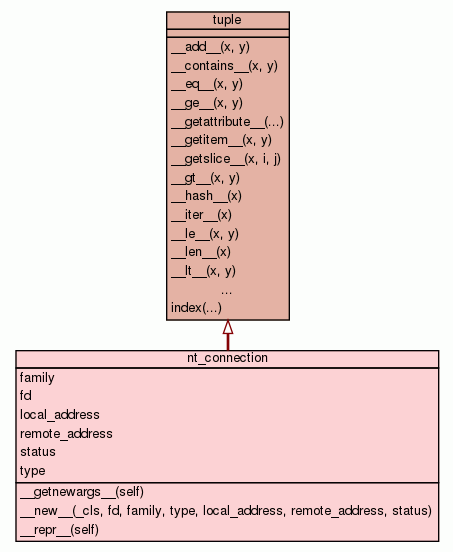 tuple
__add__(x, y)
__contains__(x, y)
__eq__(x, y)
__ge__(x, y)
__getattribute__(...)
__getitem__(x, y)
__getslice__(x, i, j)
__gt__(x, y)
__hash__(x)
__iter__(x)
__le__(x, y)
__len__(x)
__lt__(x, y)
...
index(...)
nt_connection
family
fd
local_address
remote_address
status
type
__getnewargs__(self)
__new__(_cls, fd, family, type, local_address, remote_address, status)
__repr__(self)